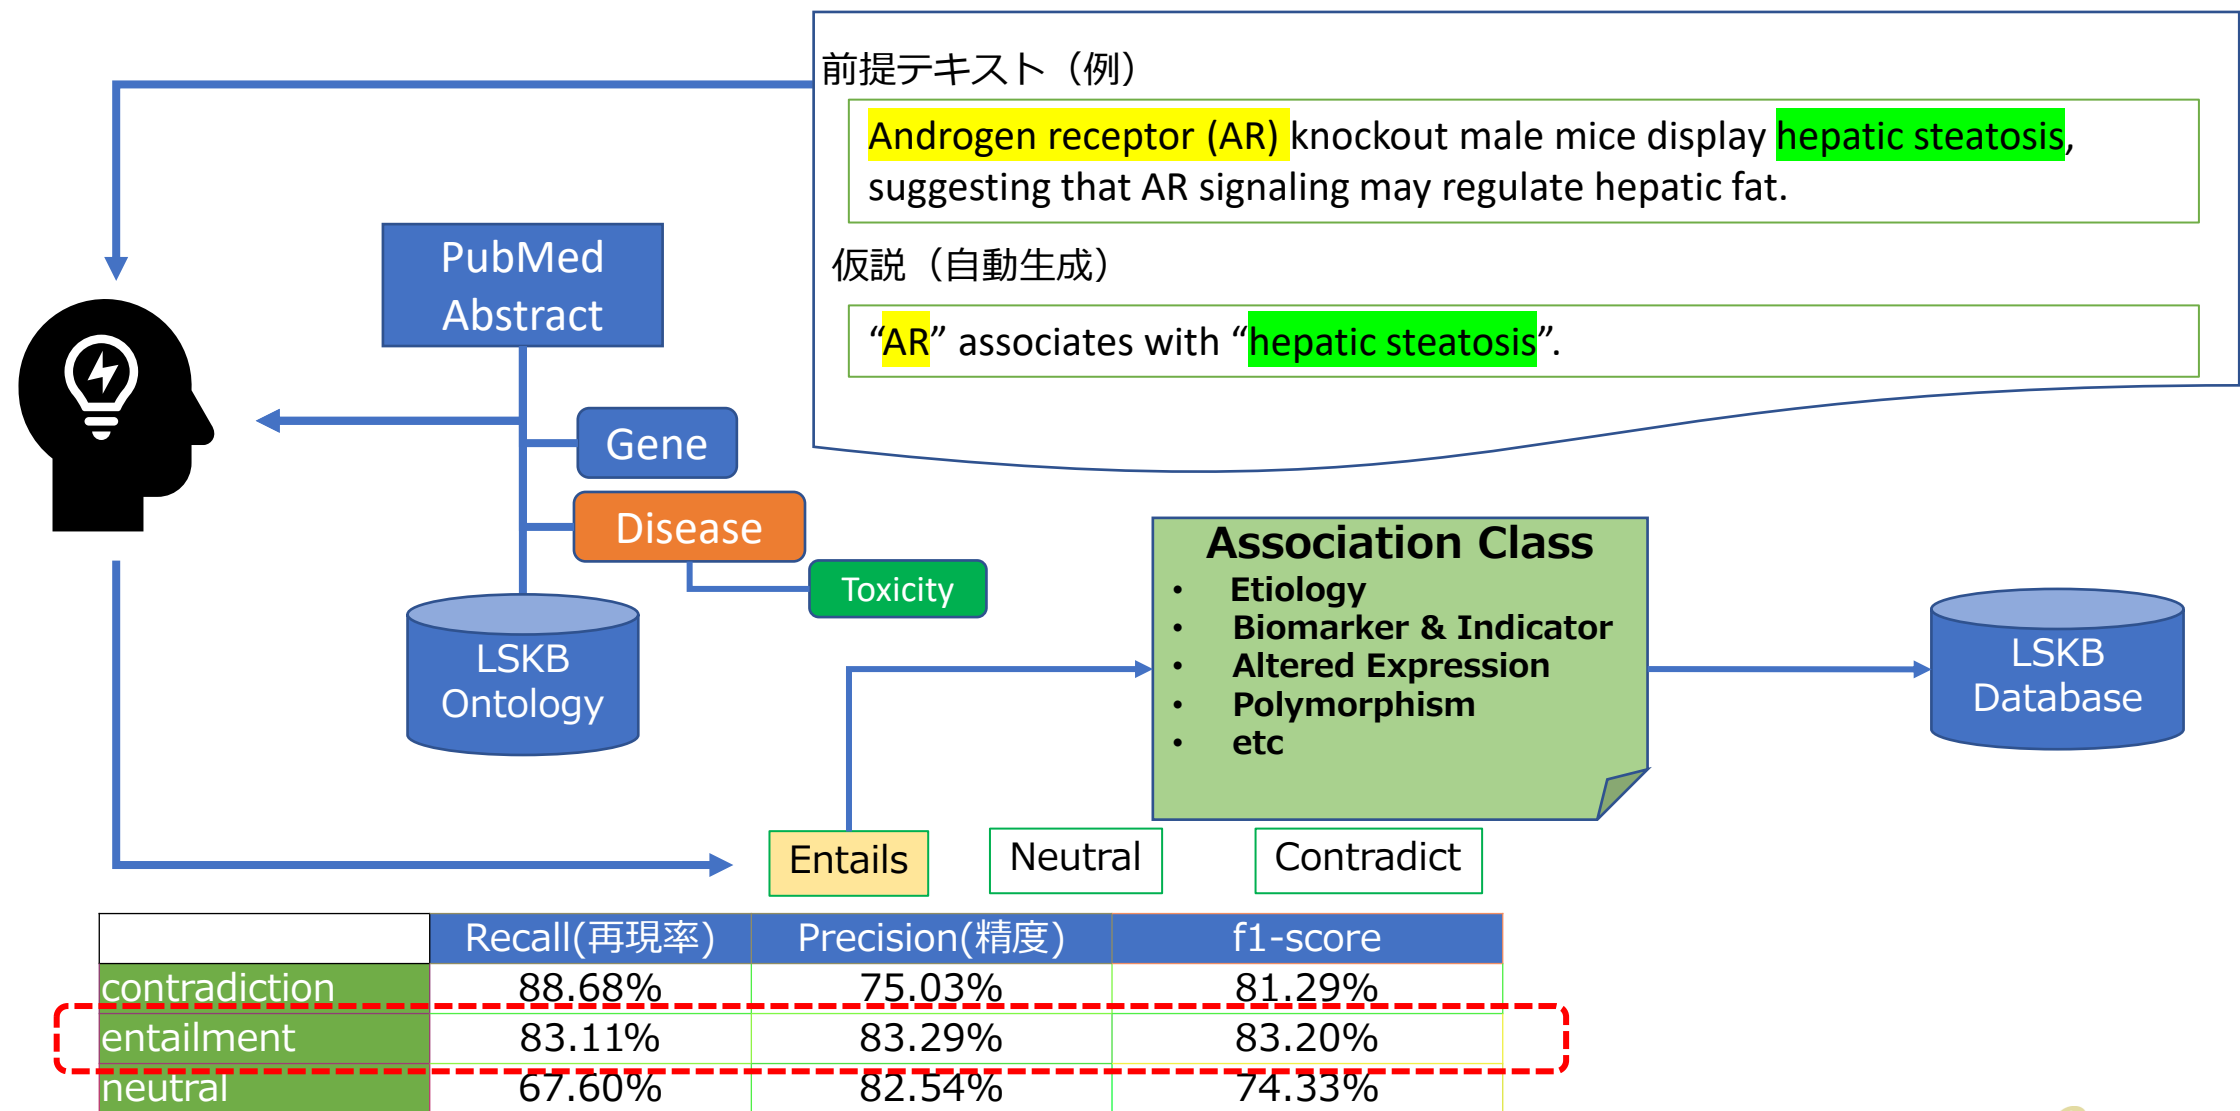 前提テキスト（例）
Androgen receptor (AR) knockout male mice display hepatic steatosis,
suggesting that AR signaling may regulate hepatic fat.
仮説（自動生成）
“AR” associates with “hepatic steatosis”.
PubMed
Abstract
Gene
Disease
Toxicity
LSKB
Ontology
Association Class
• Etiology
• Biomarker & Indicator
• Altered Expression
• Polymorphism
• etc
LSKB
Database
Entails
Neutral
Contradict
Recall(再現率) Precision(精度) f1-score
contradiction 88.68% 75.03% 81.29%
entailment 83.11% 83.29% 83.20%
neutral 67.60% 82.54% 74.33%